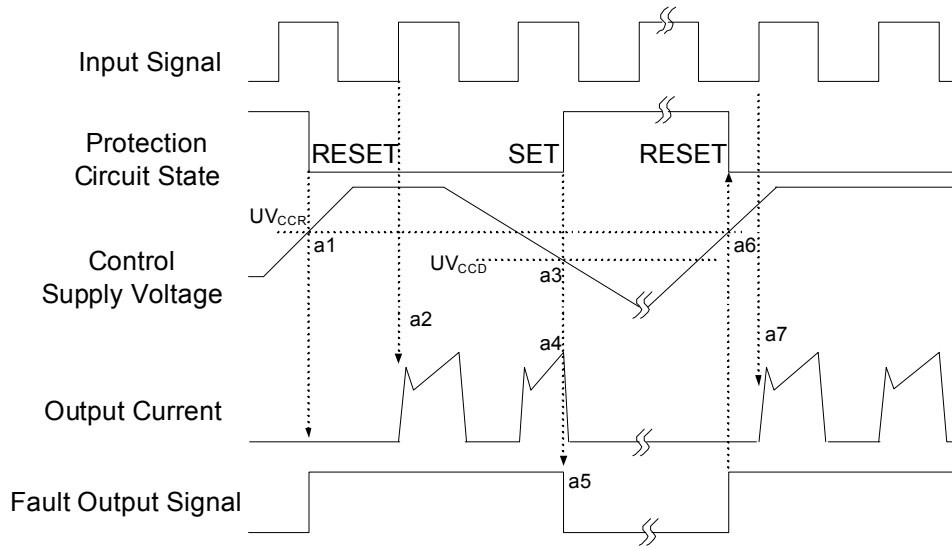 Input Signal
Protection
Circuit State
RESET
SET
RESET
UVCCR
a1
a6
Control
Supply Voltage
UVCCD
a3
a2
a4
a7
Output Current
a5
Fault Output Signal